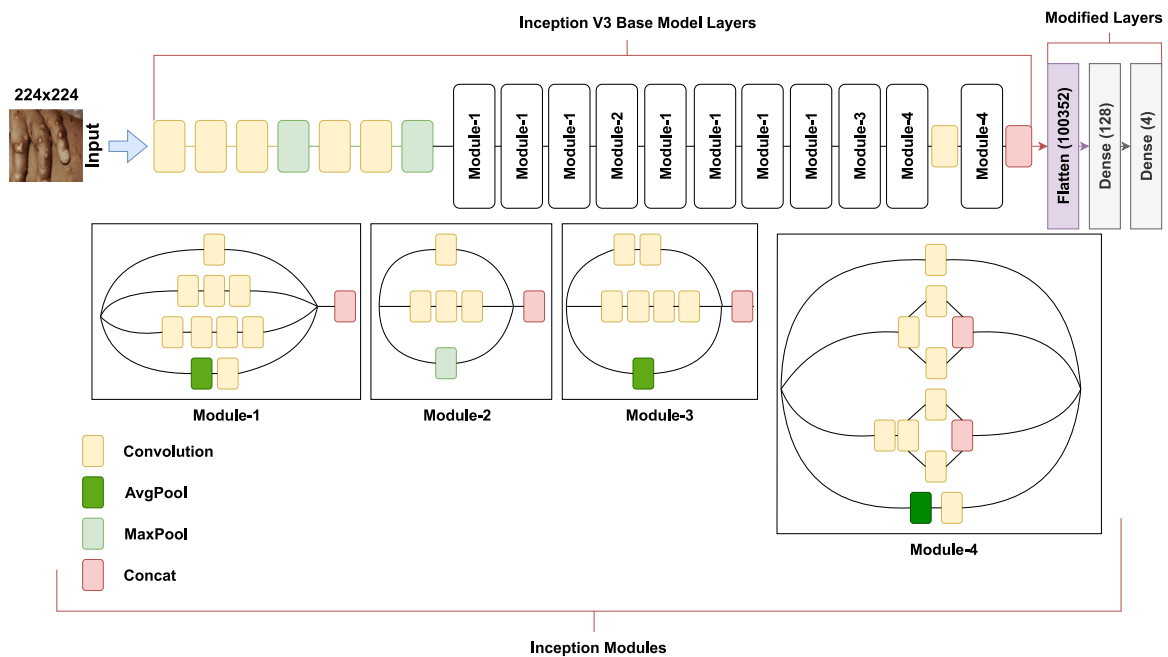 Inception V3 Base Model Layers
Modified Layers
224x224
Input
Module-1
Module-1
Module-1
Module-2
Module-1
Module-1
Module-1
Module-1
Module-3
Module-4
Module-4
Flatten (100352)
Dense (128)
Dense (4)
Module-1
Module-2
Module-3
Module-4
Convolution
AvgPool
MaxPool
Concat
Inception Modules